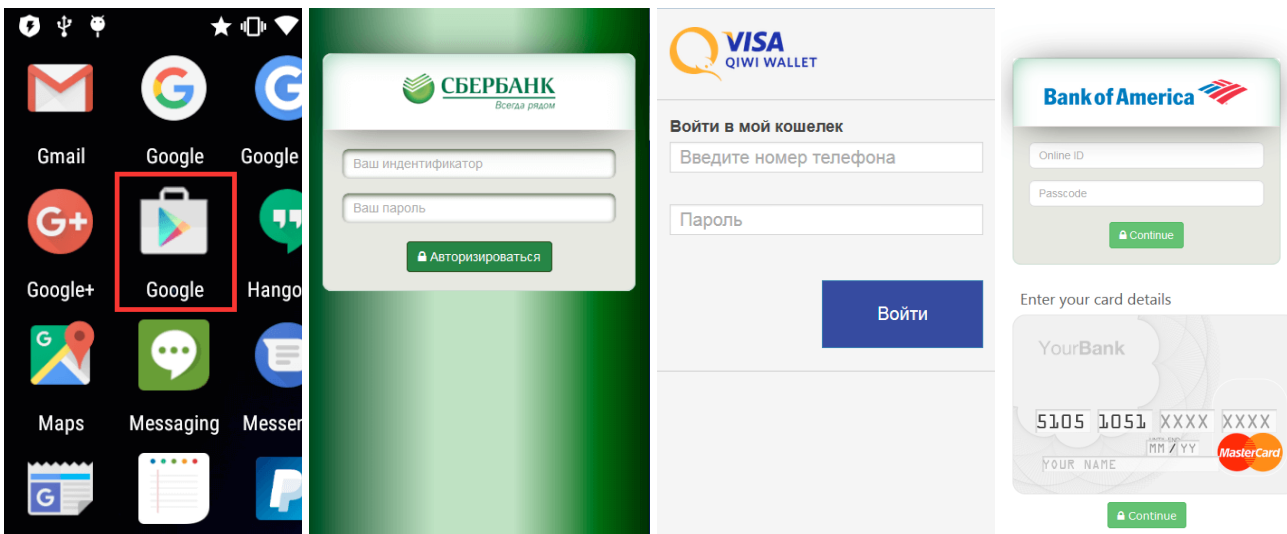 Gmail
Google
Google
G+
Google+
Google
Hango
G
Maps
Messaging
Messer
G
СБЕРБАНК
Всегда рядом
Ваш индентификатор
Ваш пароль
Авторизироваться
VISA
QIWI WALLET
Войти в мой кошелек
Введите номер телефона
Пароль
Войти
Bank of America
Online ID
Passcode
Continue
Enter your card details
YourBank
5105 1051 XXXX XXXX
MM / YY
MasterCard
YOUR NAME
Continue